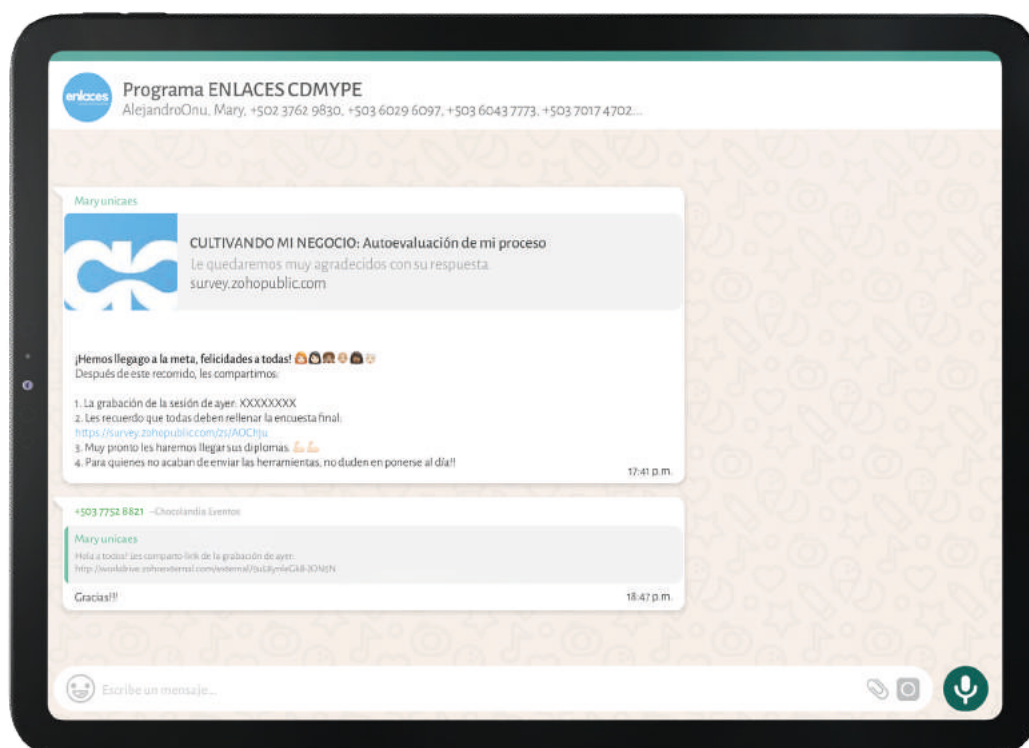 enlaces
Programa ENLACES CDMYPE
AlejandroOnu, Mary, +502 3762 9830, +503 6029 6097, +503 6043 7773, +503 7017 4702...
Mary unicaes
CULTIVANDO MI NEGOCIO: Autoevaluación de mi proceso
Le quedaremos muy agradecidos con su respuesta
survey.zohopublic.com
¡Hemos llegago a la meta, felicidades a todas!
Después de este recorrido, les compartimos:
1. La grabación de la sesión de ayer: XXXXXXXX
2. Les recuerdo que todas deben rellenar la encuesta final:
https://survey.zohopublic.com/zs/AOChju
3. Muy pronto les haremos llegar sus diplomas.
4. Para quienes no acaban de enviar las herramientas, no duden en ponerse al día!!
17:41 p.m.
+503 7752 8821 ~Chocolandia Eventos
Mary unicaes
Hola a todos! Les comparto link de la grabación de ayer:
Gracias!!!
18:47 p.m.
Escribe un mensaje...